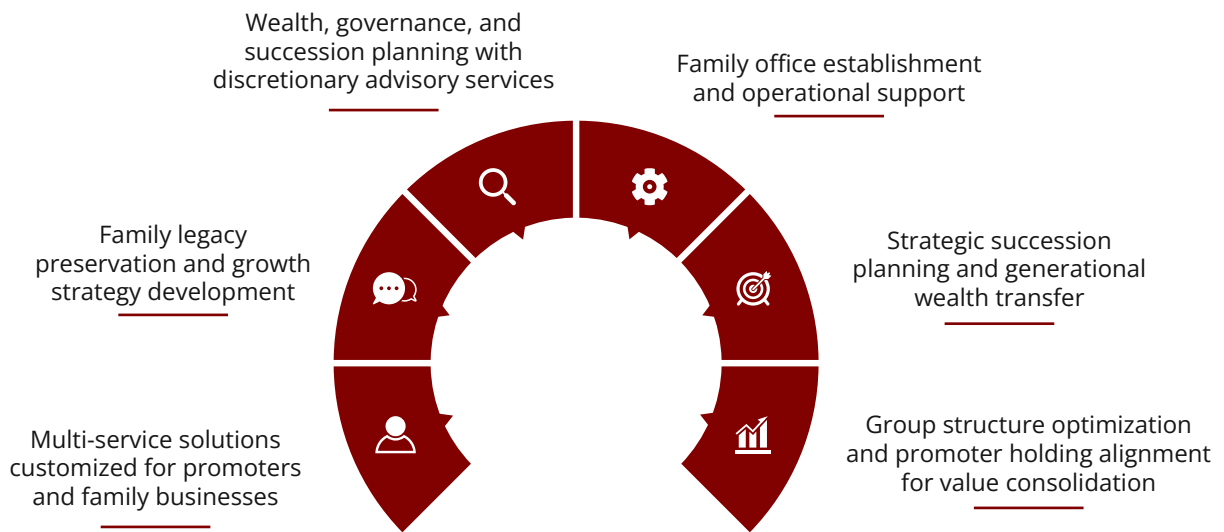 Wealth, governance, and
succession planning with
discretionary advisory services
Family office establishment
and operational support
Family legacy
preservation and growth
strategy development
Strategic succession
planning and generational
wealth transfer
Multi-service solutions
customized for promoters
and family businesses
Group structure optimization
and promoter holding alignment
for value consolidation